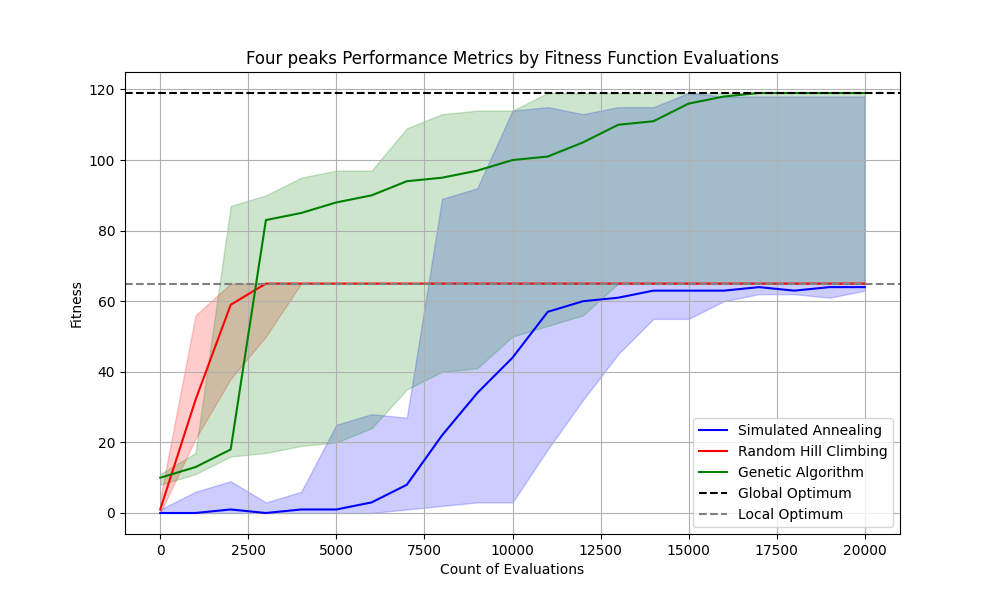 Four peaks Performance Metrics by Fitness Function Evaluations
120
100
80
60
40
20
0
Fitness
Simulated Annealing
Random Hill Climbing
Genetic Algorithm
Global Optimum
Local Optimum
0 2500 5000 7500 10000 12500 15000 17500 20000
Count of Evaluations